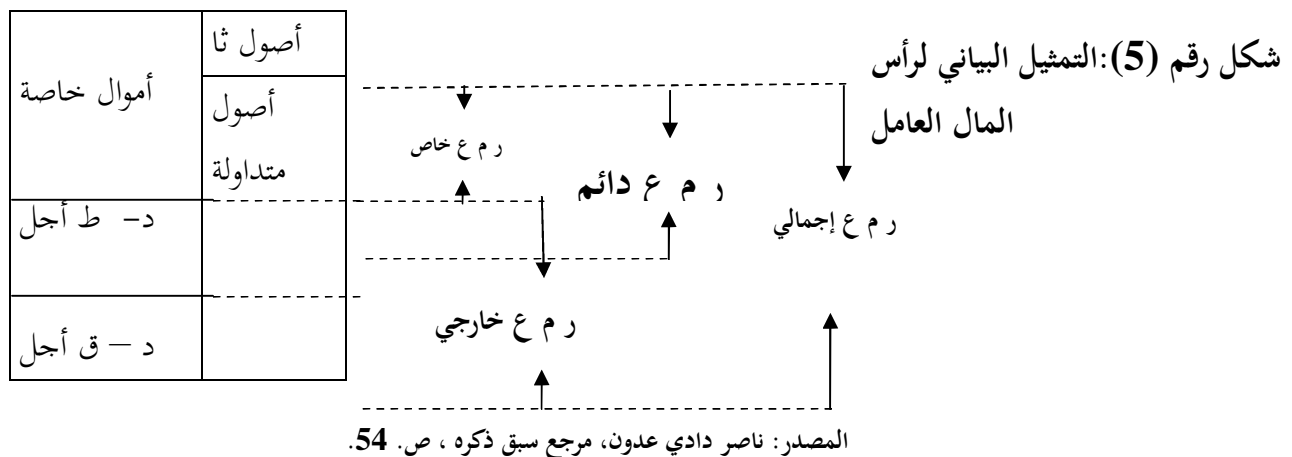 شكل رقم (5):التمثيل البياني لرأس
المال العامل
أصول ثا
أموال خاصة
أصول
متداولة
د- ط أجل
د – ق أجل
ر م ع خاص
ر م ع دائم
ر م ع إجمالي
ر م ع خارجي
المصدر: ناصر دادي عدون، مرجع سبق ذكره ، ص. 54.